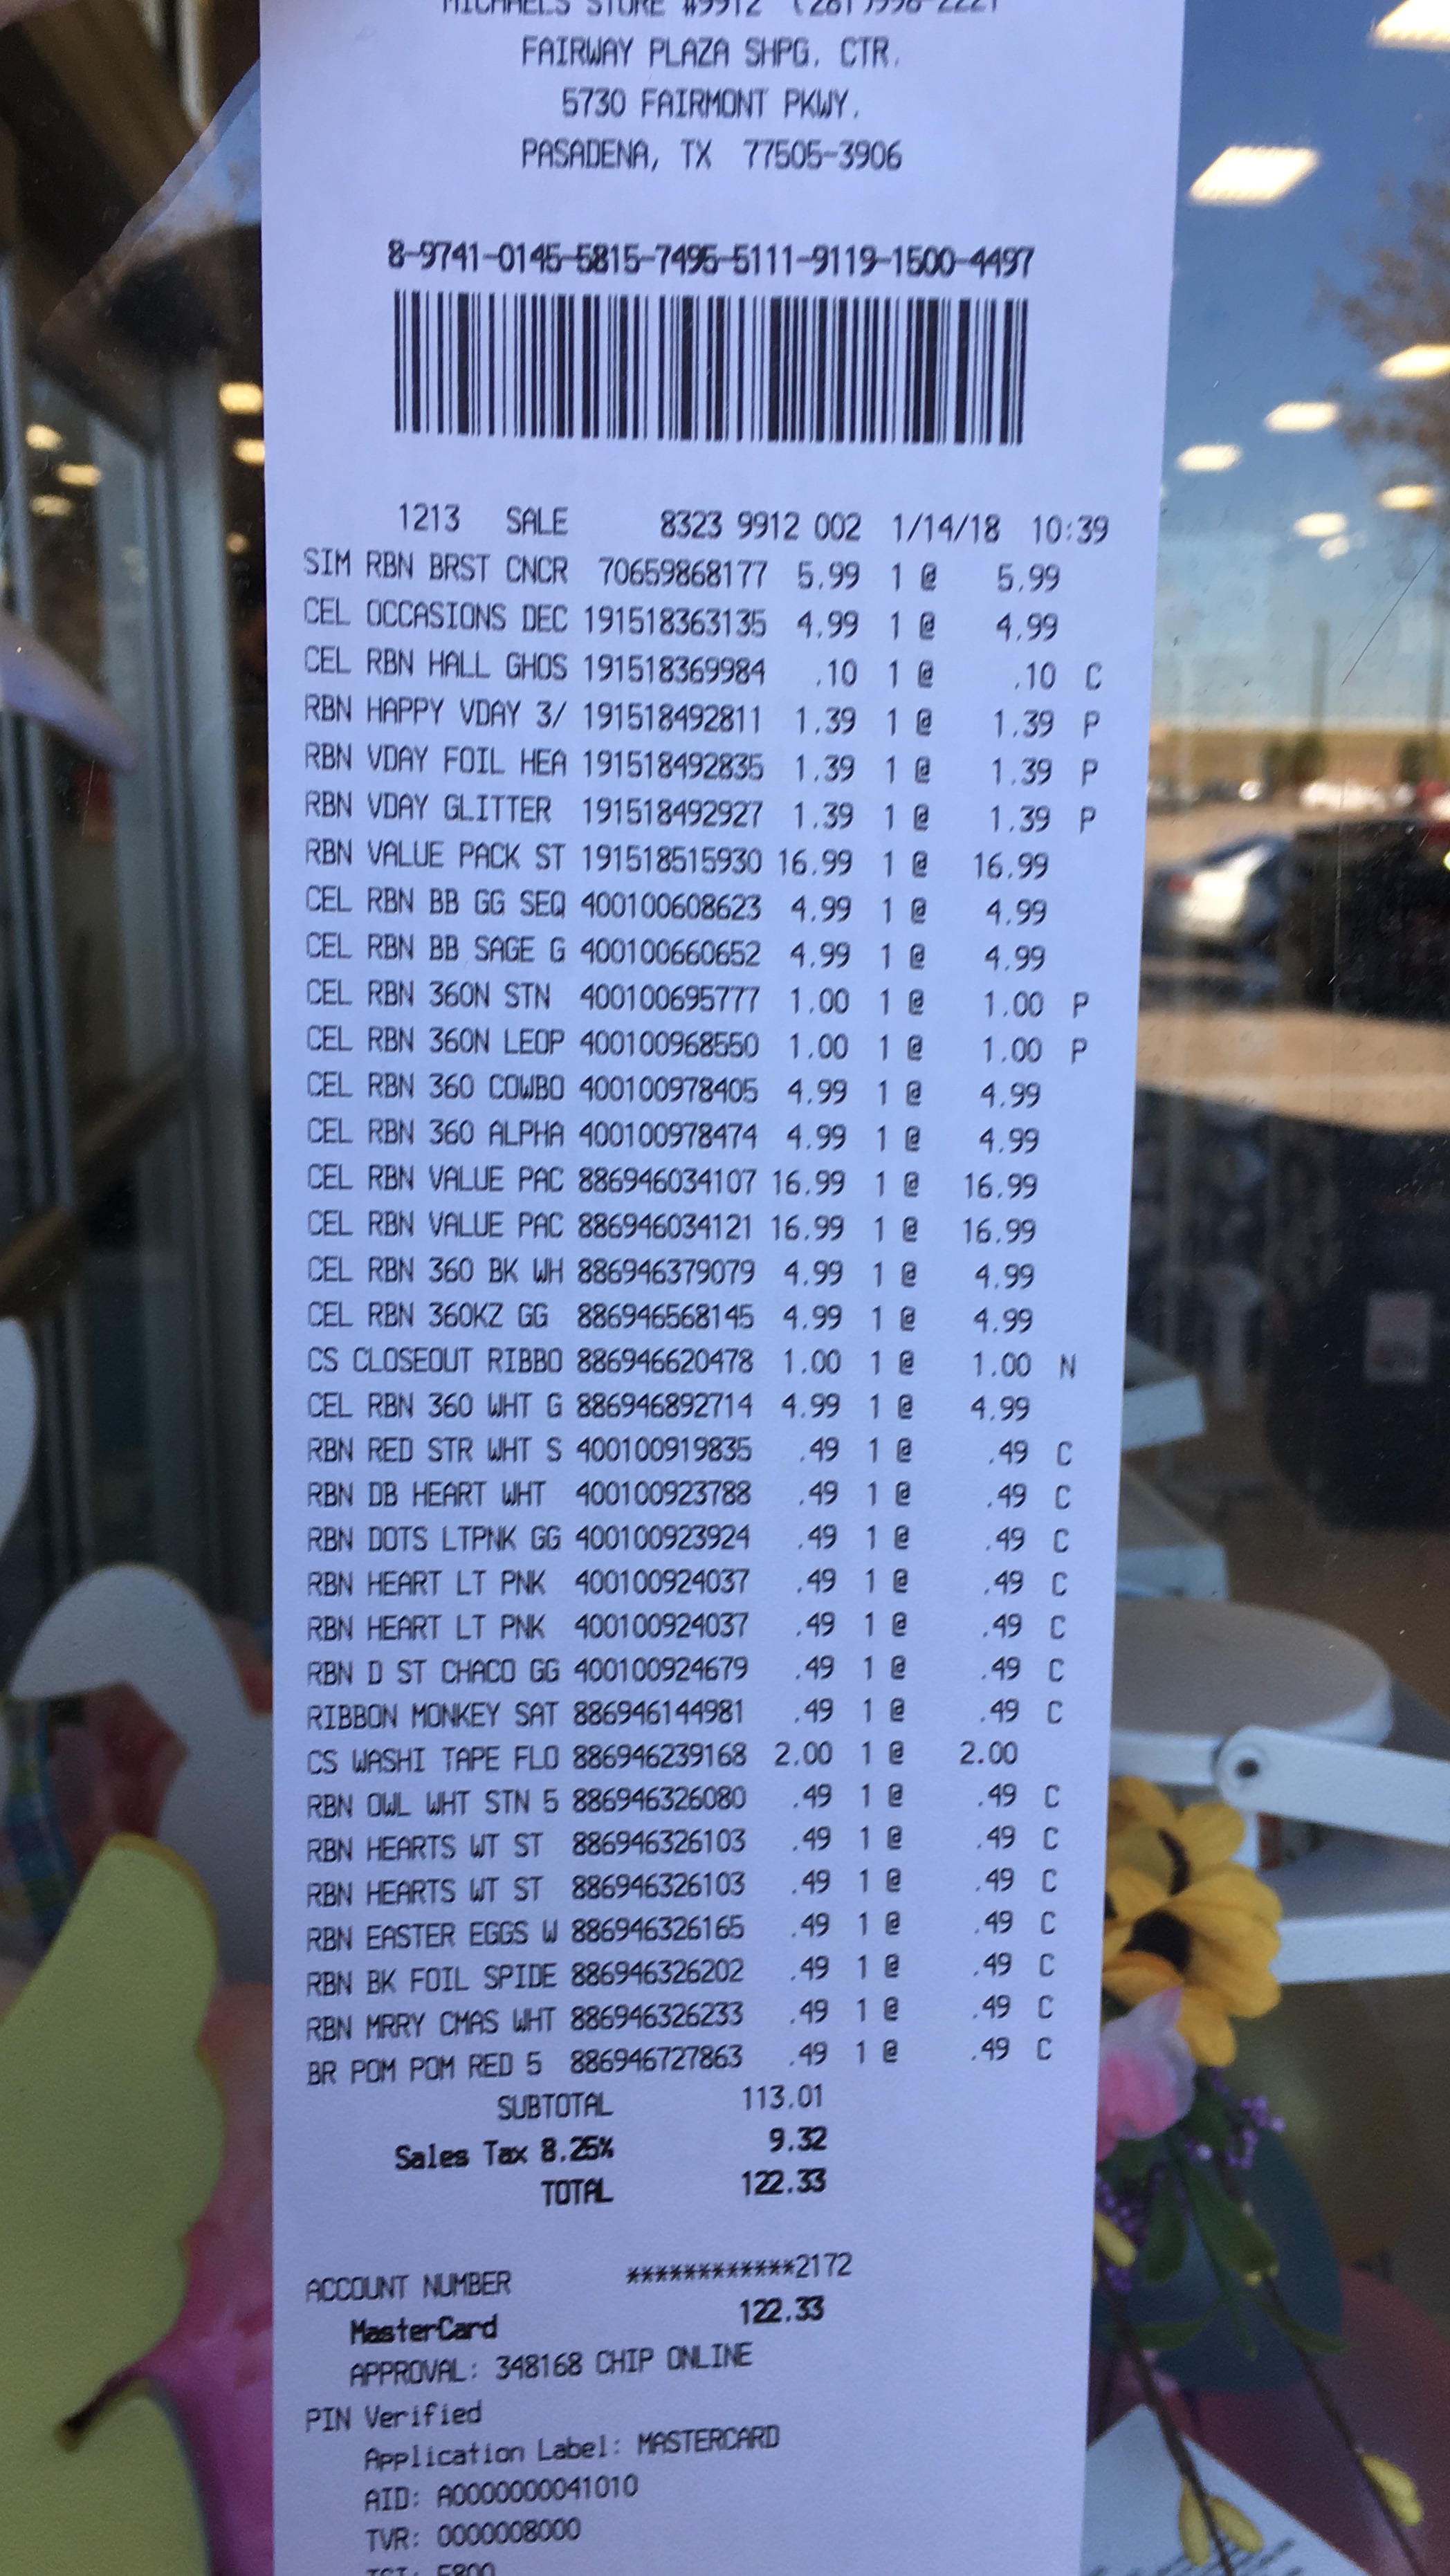 MICHAELS STORE #9912 (281)998-2221
FAIRWAY PLAZA SHPG. CTR.
5730 FAIRMONT PKWY.
PASADENA, TX 77505-3906
8-9741-0145-5815-7495-5111-9119-1500-4497
1213 SALE 8323 9912 002 1/14/18 10:39
SIM RBN BRST CNCR 70659868177 5.99 1 @ 5.99
CEL OCCASIONS DEC 191518363135 4.99 1 @ 4.99
CEL RBN HALL GHOS 191518369984 .10 1 @ .10 C
RBN HAPPY VDAY 3/ 191518492811 1.39 1 @ 1.39 P
RBN VDAY FOIL HEA 191518492835 1.39 1 @ 1.39 P
RBN VDAY GLITTER 191518492927 1.39 1 @ 1.39 P
RBN VALUE PACK ST 191518515930 16.99 1 @ 16.99
CEL RBN BB GG SEQ 400100608623 4.99 1 @ 4.99
CEL RBN BB SAGE G 400100660652 4.99 1 @ 4.99
CEL RBN 360N STN 400100695777 1.00 1 @ 1.00 P
CEL RBN 360N LEOP 400100968550 1.00 1 @ 1.00 P
CEL RBN 360 COWBO 400100978405 4.99 1 @ 4.99
CEL RBN 360 ALPHA 400100978474 4.99 1 @ 4.99
CEL RBN VALUE PAC 886946034107 16.99 1 @ 16.99
CEL RBN VALUE PAC 886946034121 16.99 1 @ 16.99
CEL RBN 360 BK WH 886946379079 4.99 1 @ 4.99
CEL RBN 360KZ GG 886946568145 4.99 1 @ 4.99
CS CLOSEOUT RIBBO 886946620478 1.00 1 @ 1.00 N
CEL RBN 360 WHT G 886946892714 4.99 1 @ 4.99
RBN RED STR WHT S 400100919835 .49 1 @ .49 C
RBN DB HEART WHT 400100923788 .49 1 @ .49 C
RBN DOTS LTPNK GG 400100923924 .49 1 @ .49 C
RBN HEART LT PNK 400100924037 .49 1 @ .49 C
RBN HEART LT PNK 400100924037 .49 1 @ .49 C
RBN D ST CHACO GG 400100924679 .49 1 @ .49 C
RIBBON MONKEY SAT 886946144981 .49 1 @ .49 C
CS WASHI TAPE FLO 886946239168 2.00 1 @ 2.00
RBN OWL WHT STN 5 886946326080 .49 1 @ .49 C
RBN HEARTS WT ST 886946326103 .49 1 @ .49 C
RBN HEARTS WT ST 886946326103 .49 1 @ .49 C
RBN EASTER EGGS W 886946326165 .49 1 @ .49 C
RBN BK FOIL SPIDE 886946326202 .49 1 @ .49 C
RBN MRRY CMAS WHT 886946326233 .49 1 @ .49 C
BR POM POM RED 5 886946727863 .49 1 @ .49 C
SUBTOTAL 113.01
Sales Tax 8.25% 9.32
TOTAL 122.33
ACCOUNT NUMBER ************2172
MasterCard 122.33
APPROVAL: 348168 CHIP ONLINE
PIN Verified
Application Label: MASTERCARD
AID: A0000000041010
TVR: 0000008000
TSI: E800